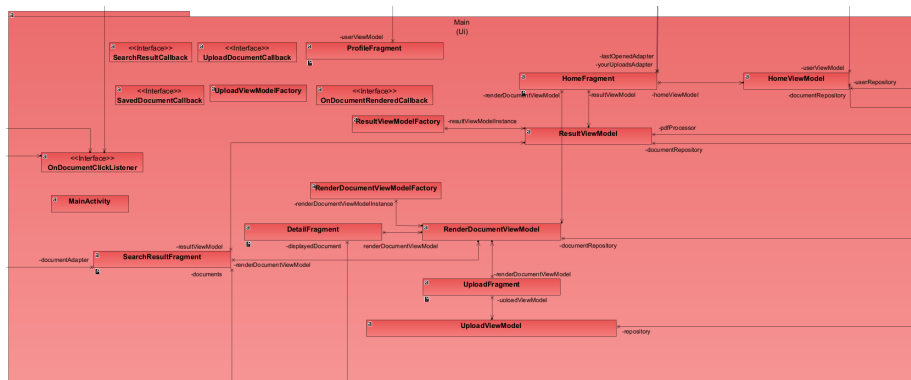 Main
(Ui)
-userViewModel
<<Interface>>
SearchResultCallback
<<Interface>>
UploadDocumentCallback
ProfileFragment
-lastOpenedAdapter
-yourUploadsAdapter
-userViewModel
HomeFragment
HomeViewModel
-userRepository
<<Interface>>
SavedDocumentCallback
UploadViewModelFactory
<<Interface>>
OnDocumentRenderedCallback
-renderDocumentViewModel
-resultViewModel
-homeViewModel
-documentRepository
ResultViewModelFactory
-resultViewModelInstance
ResultViewModel
-pdfProcessor
-documentRepository
<<Interface>>
OnDocumentClickListener
MainActivity
RenderDocumentViewModelFactory
-renderDocumentViewModelInstance
DetailFragment
RenderDocumentViewModel
-resultViewModel
-displayedDocument
renderDocumentViewModel
-documentRepository
-documentAdapter
SearchResultFragment
-renderDocumentViewModel
-documents
-renderDocumentViewModel
UploadFragment
-uploadViewModel
UploadViewModel
-repository